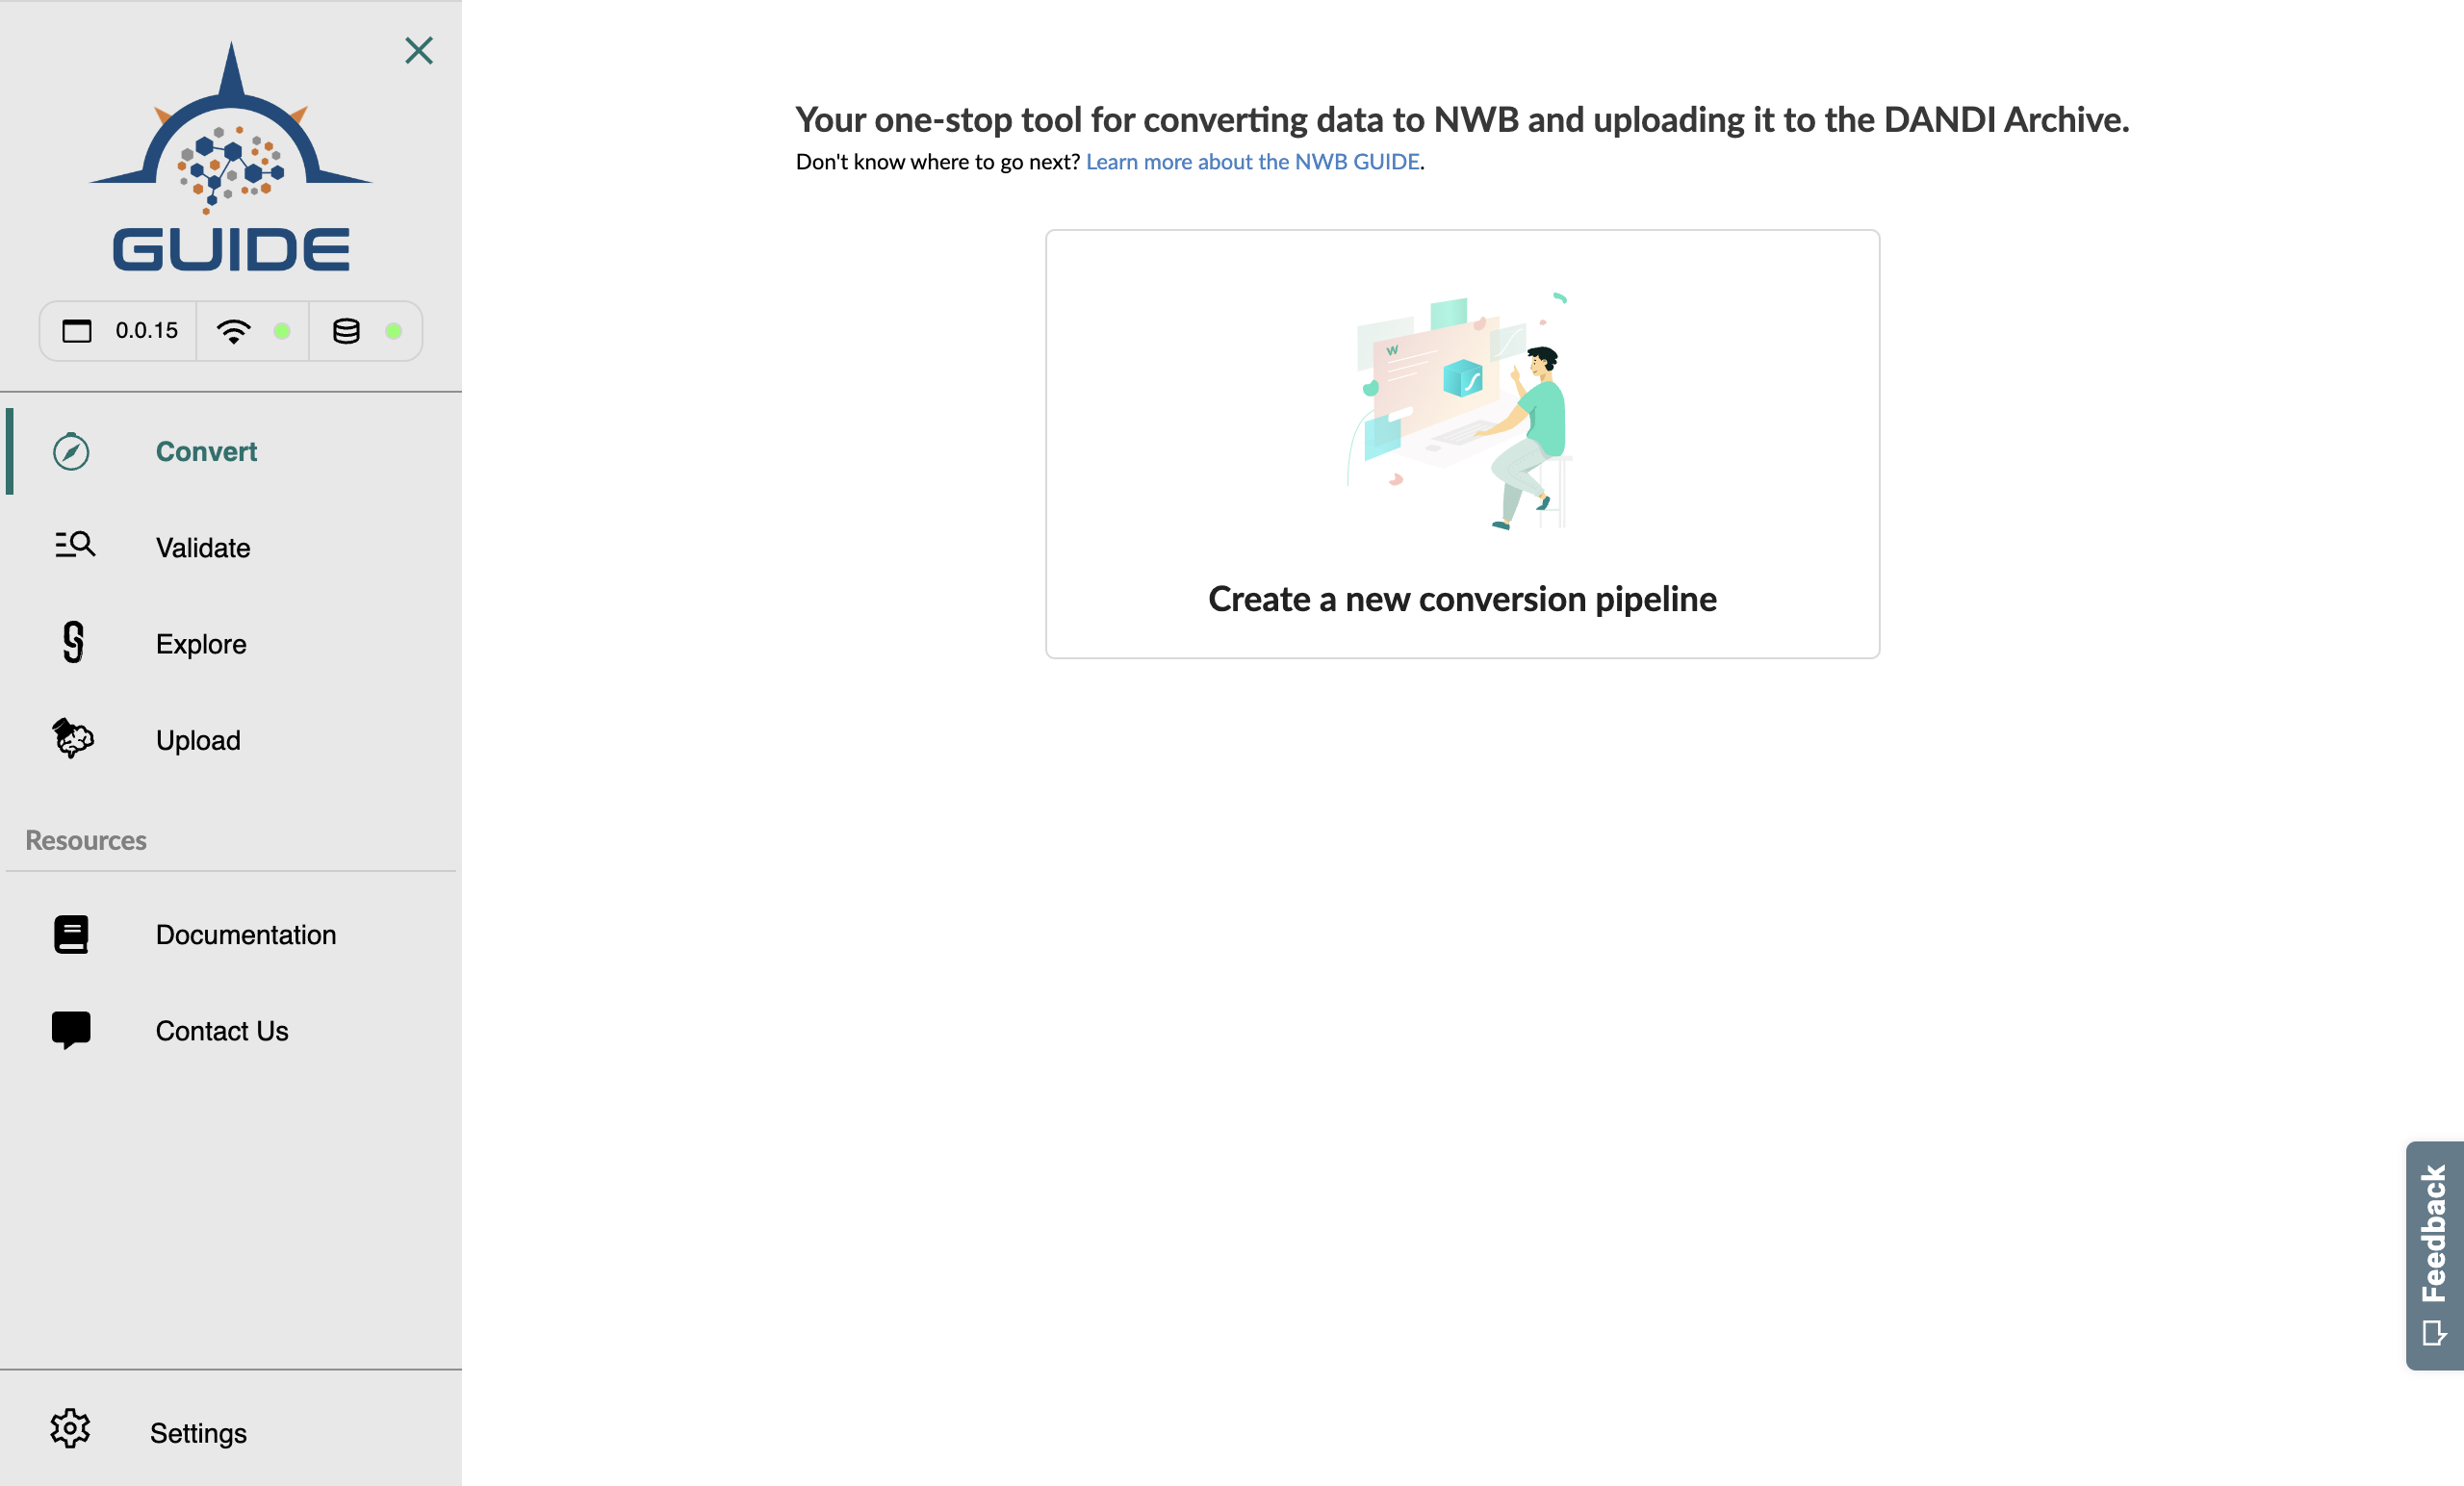 GUIDE
0.0.15
Convert
Validate
Explore
Upload
Resources
Documentation
Contact Us
Settings
Your one-stop tool for converting data to NWB and uploading it to the DANDI Archive.
Don't know where to go next? Learn more about the NWB GUIDE.
W
Create a new conversion pipeline
Feedback